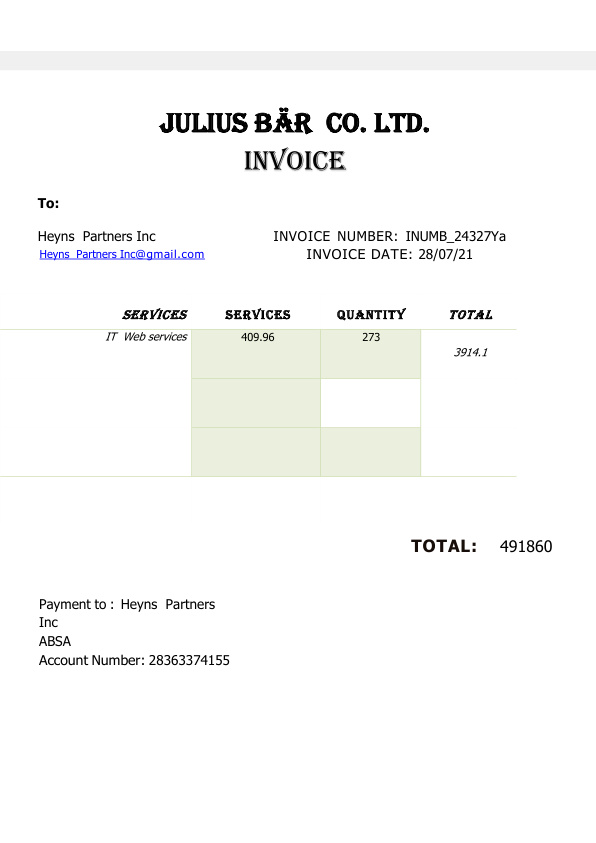 JULIUS BÄR CO. LTD.
INVOICE
To:
Heyns Partners Inc
INVOICE NUMBER: INUMB_24327Ya
Heyns Partners Inc@gmail.com
INVOICE DATE: 28/07/21
SERVICES SERVICES QUANTITY TOTAL
IT Web services 409.96 273
3914.1
TOTAL: 491860
Payment to : Heyns Partners
Inc
ABSA
Account Number: 28363374155